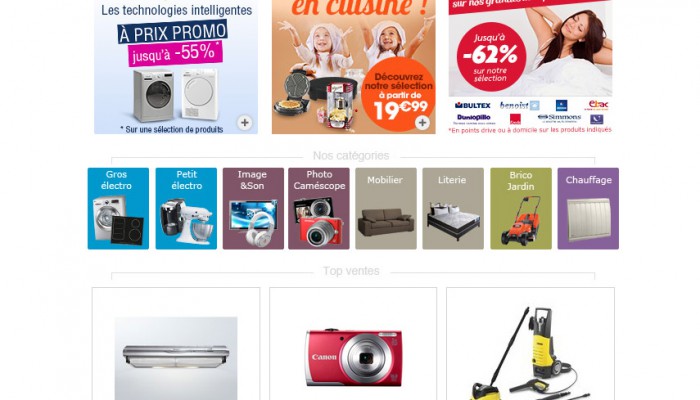 Les technologies intelligentes
À PRIX PROMO
jusqu'à -55%*
* Sur une sélection de produits
+
en cuisine !
Découvrez
notre sélection
à partir de
19€99
+
Jusqu'à
-62%
sur notre
sélection
BULTEX
benoist
Dunlopillo
Simmons
*En points drive ou à domicile sur les produits indiqués
Nos catégories
Gros
électro
Petit
électro
Image
&Son
Photo
Caméscope
Mobilier
Literie
Brico
Jardin
Chauffage
Top ventes
Canon